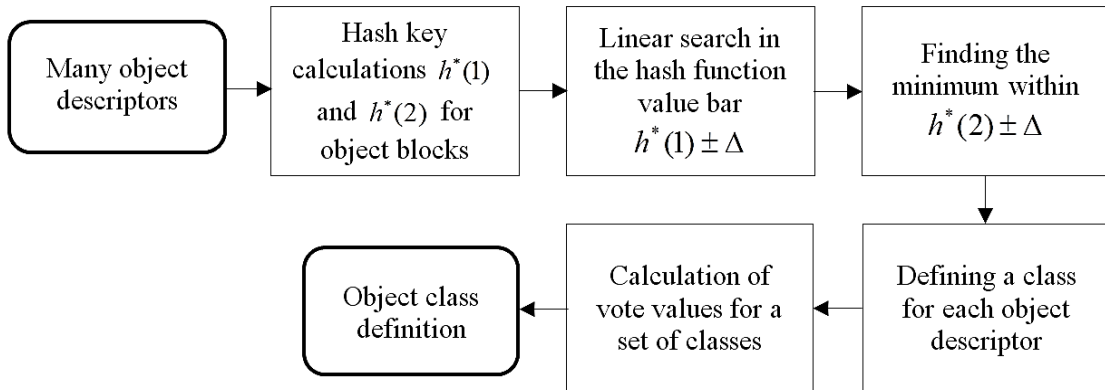 Many object
descriptors
Hash key
calculations h*(1)
and h*(2) for
object blocks
Linear search in
the hash function
value bar
h*(1) ± Δ
Finding the
minimum within
h*(2) ± Δ
Defining a class
for each object
descriptor
Calculation of
vote values for a
set of classes
Object class
definition